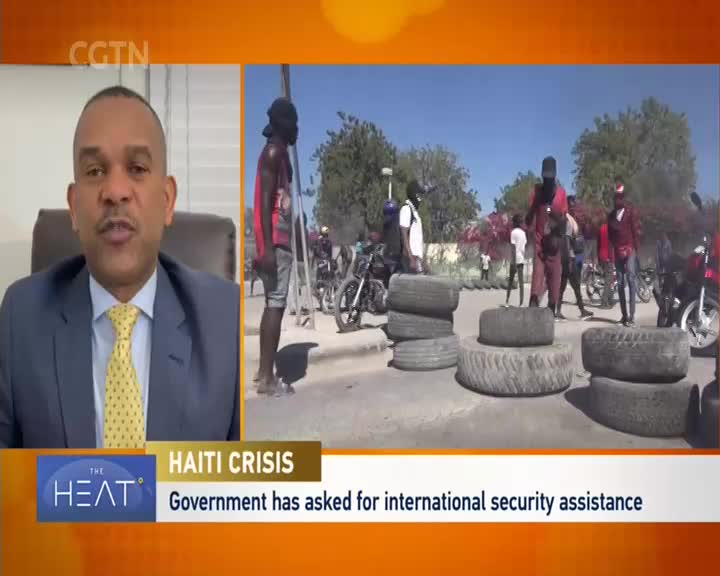 CGTN
HAITI CRISIS
THE
HEAT
Government has asked for international security assistance